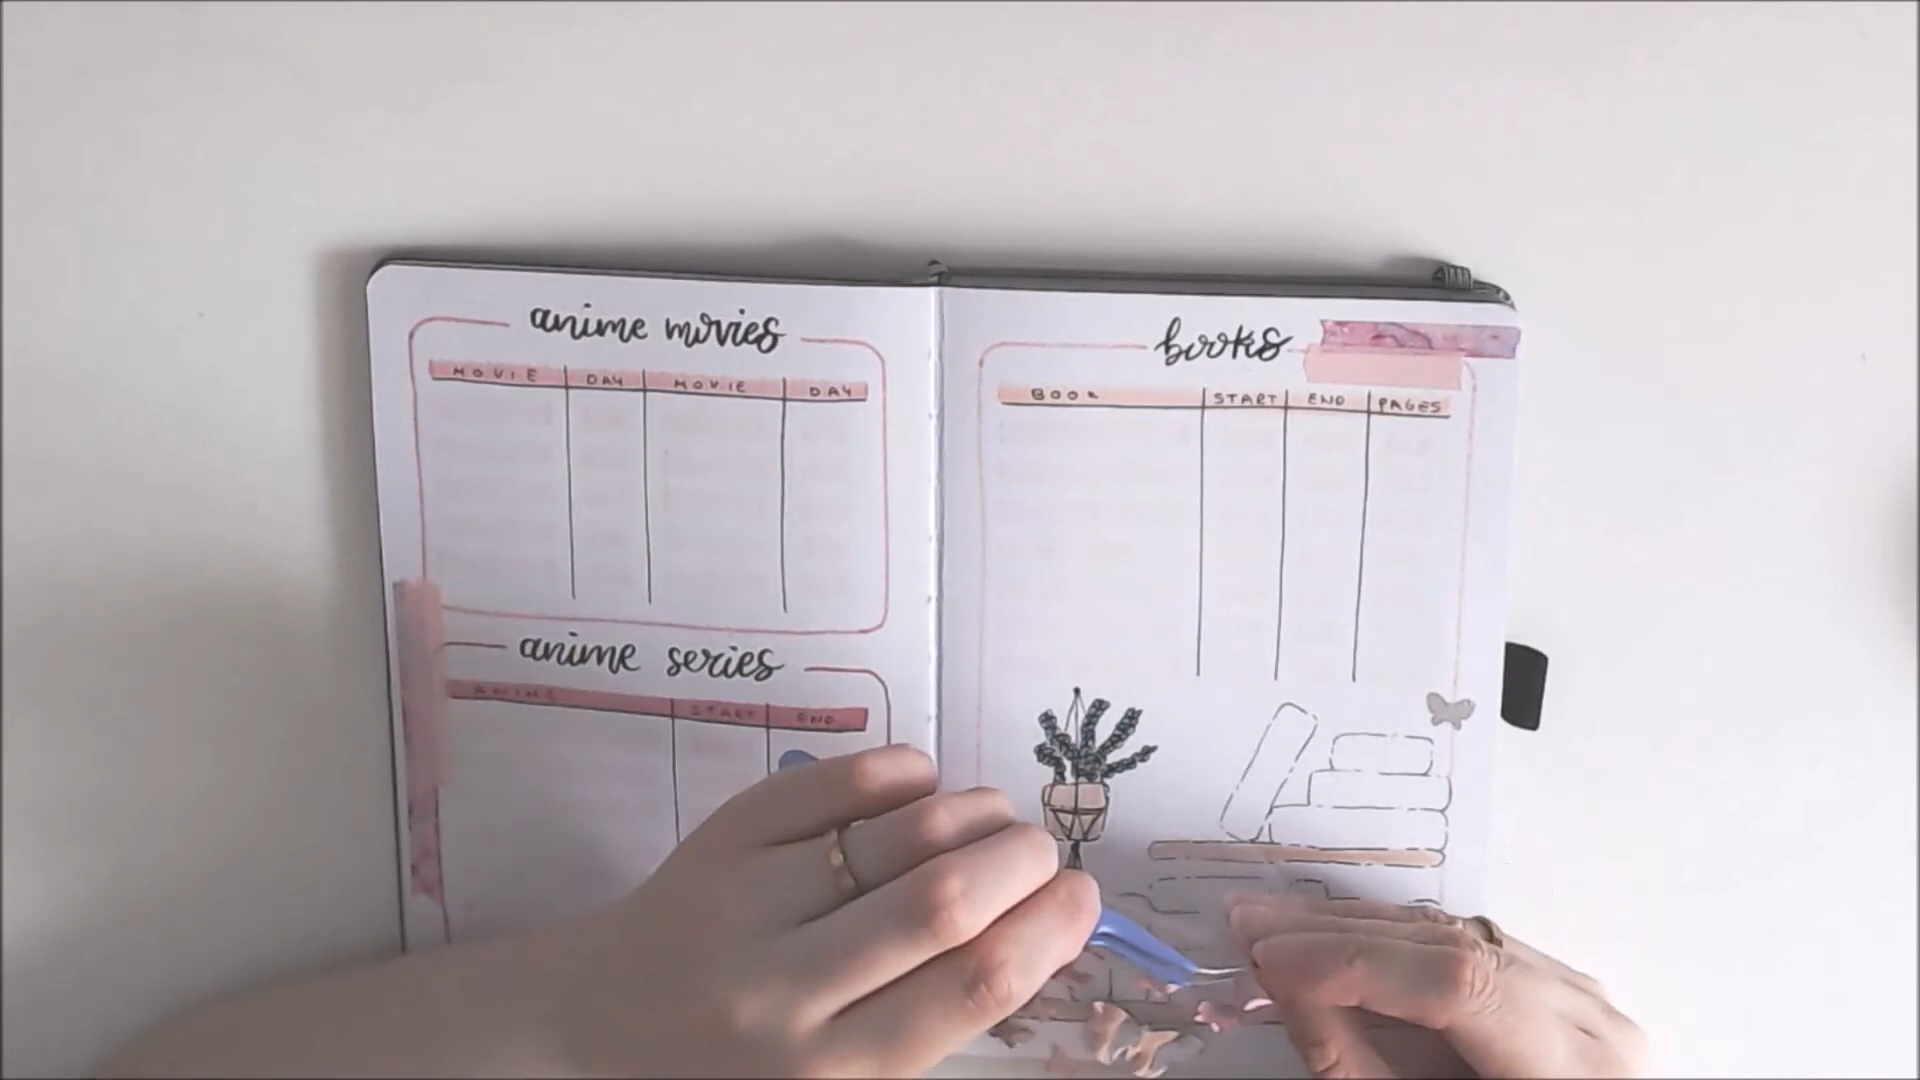 anime movies
MOVIE DAY MOVIE DAY
anime series
ANIME START END
books
BOOK START END PAGES